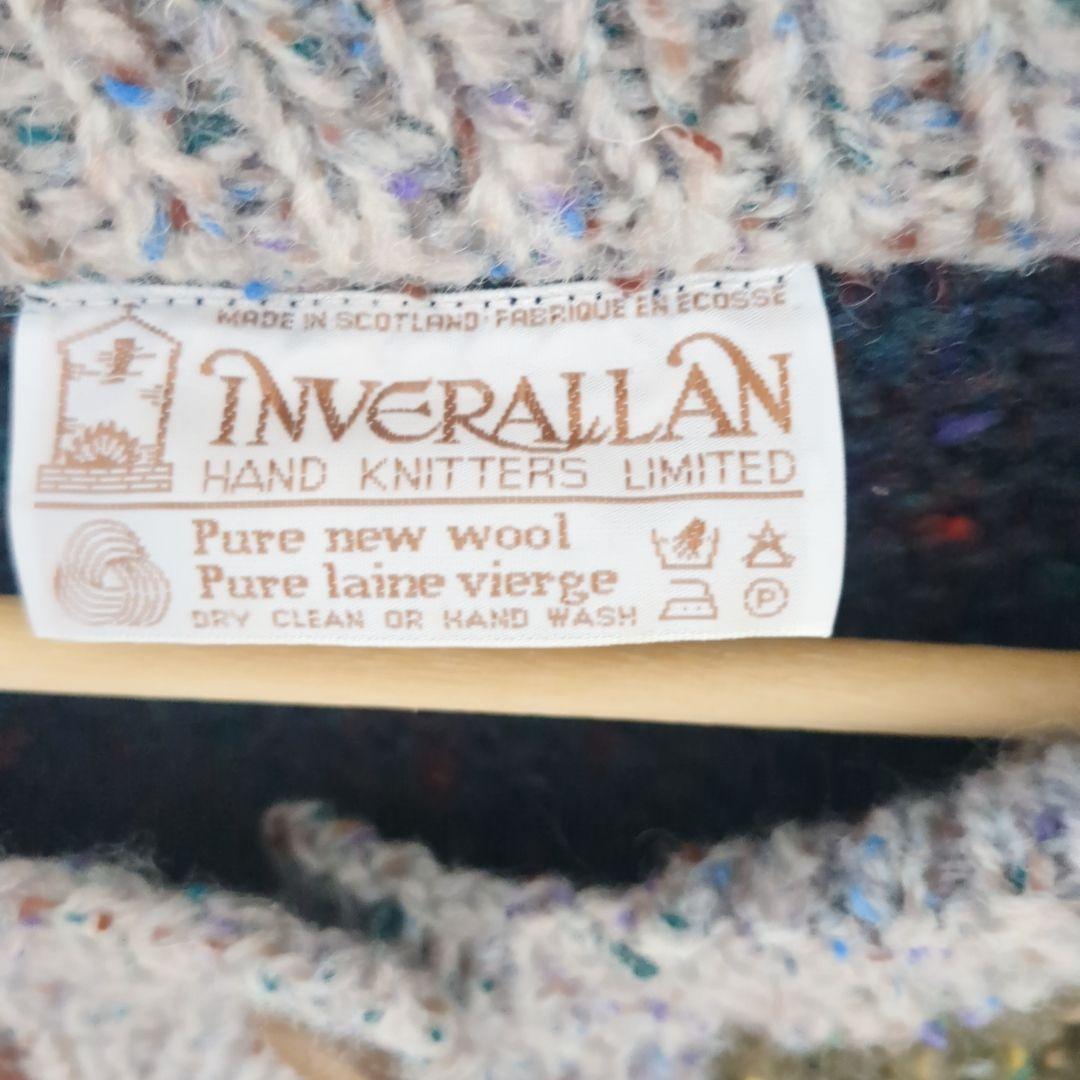 MADE IN SCOTLAND · FABRIQUE EN ECOSSE
INVERALLAN
HAND KNITTERS LIMITED
Pure new wool
Pure laine vierge
DRY CLEAN OR HAND WASH
P